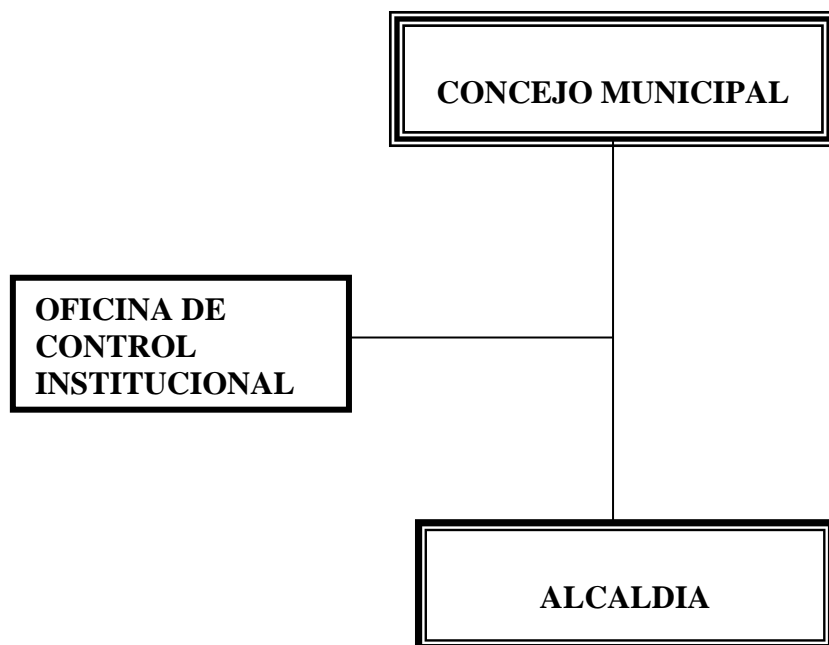 CONCEJO MUNICIPAL
OFICINA DE
CONTROL
INSTITUCIONAL
ALCALDIA